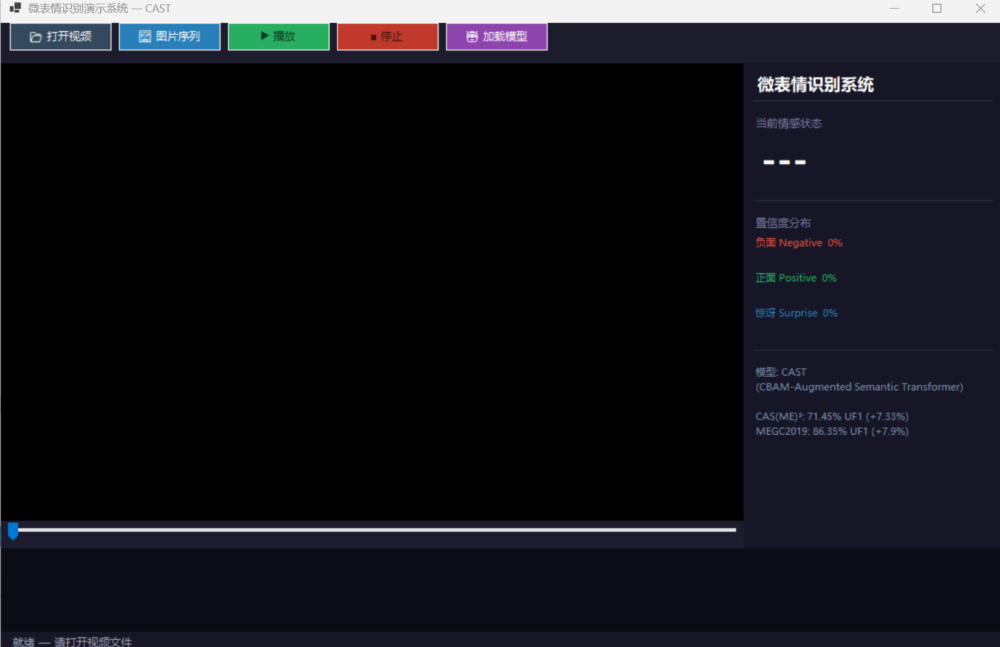 微表情识别演示系统 — CAST
打开视频
图片序列
播放
停止
加载模型
微表情识别系统
当前情感状态
---
置信度分布
负面 Negative 0%
正面 Positive 0%
惊讶 Surprise 0%
模型: CAST
(CBAM-Augmented Semantic Transformer)
CAS(ME)³: 71.45% UF1 (+7.33%)
MEGC2019: 86.35% UF1 (+7.9%)
就绪 — 请打开视频文件